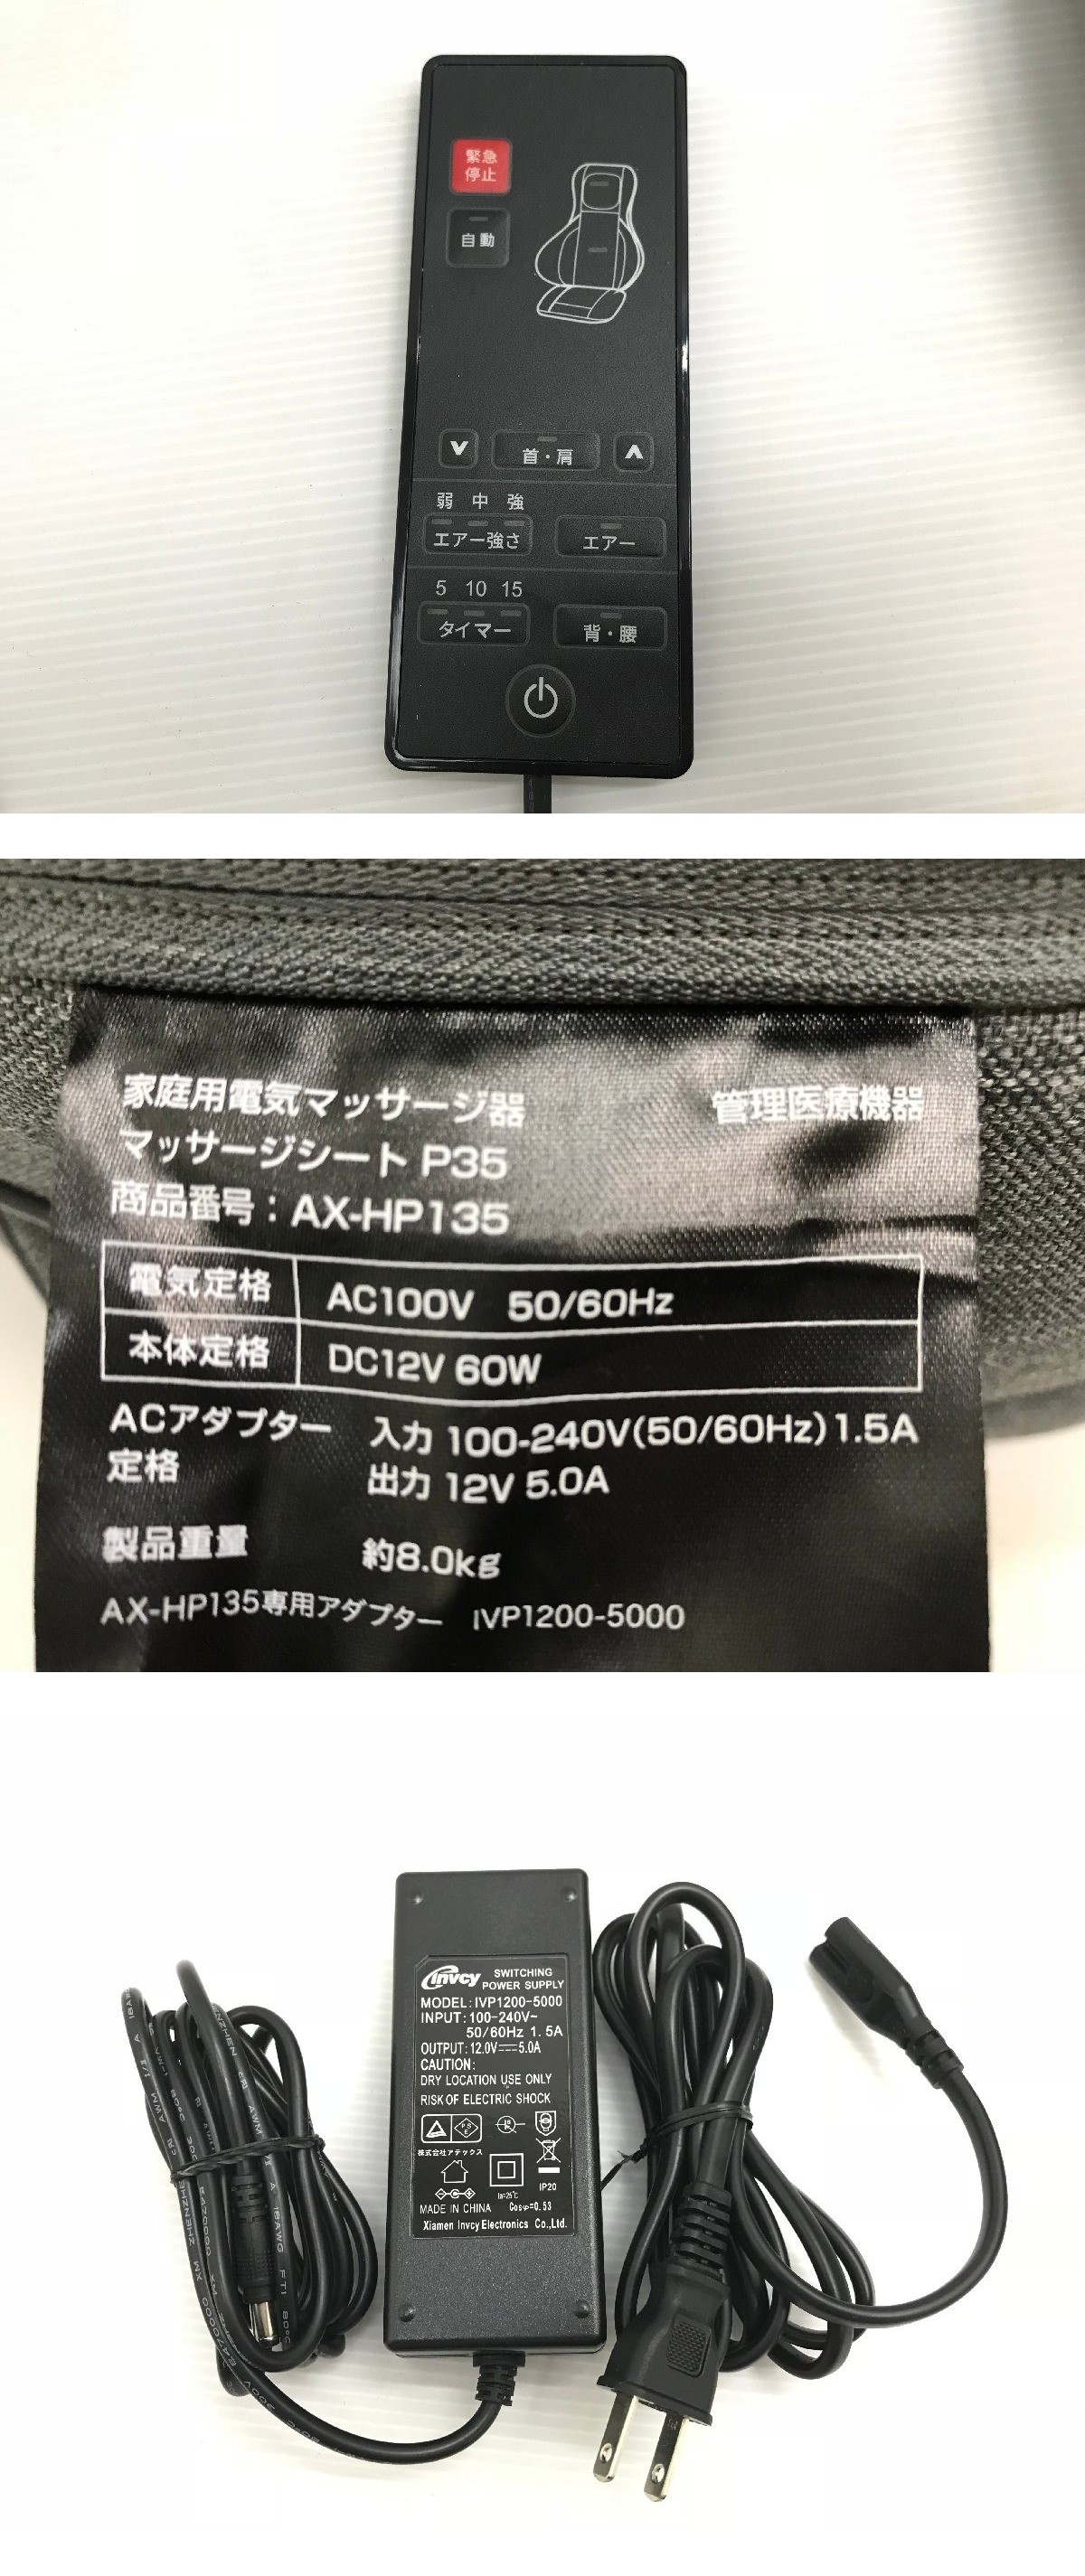 緊急
停止
自動
首・肩
弱 中 強
エアー強さ エアー
5 10 15
タイマー 背・腰
家庭用電気マッサージ器 管理医療機器
マッサージシート P35
商品番号：AX-HP135
電気定格 AC100V 50/60Hz
本体定格 DC12V 60W
ACアダプター 入力 100-240V(50/60Hz) 1.5A
定格 出力 12V 5.0A
製品重量 約8.0kg
AX-HP135専用アダプター IVP1200-5000
invcy SWITCHING
POWER SUPPLY
MODEL: IVP1200-5000
INPUT: 100-240V~
50/60Hz 1.5A
OUTPUT: 12.0V⎓5.0A
CAUTION:
DRY LOCATION USE ONLY
RISK OF ELECTRIC SHOCK
株式会社アテックス
IP20
ta=25℃
MADE IN CHINA Cosφ=0.53
Xiamen Invcy Electronics Co.,Ltd.